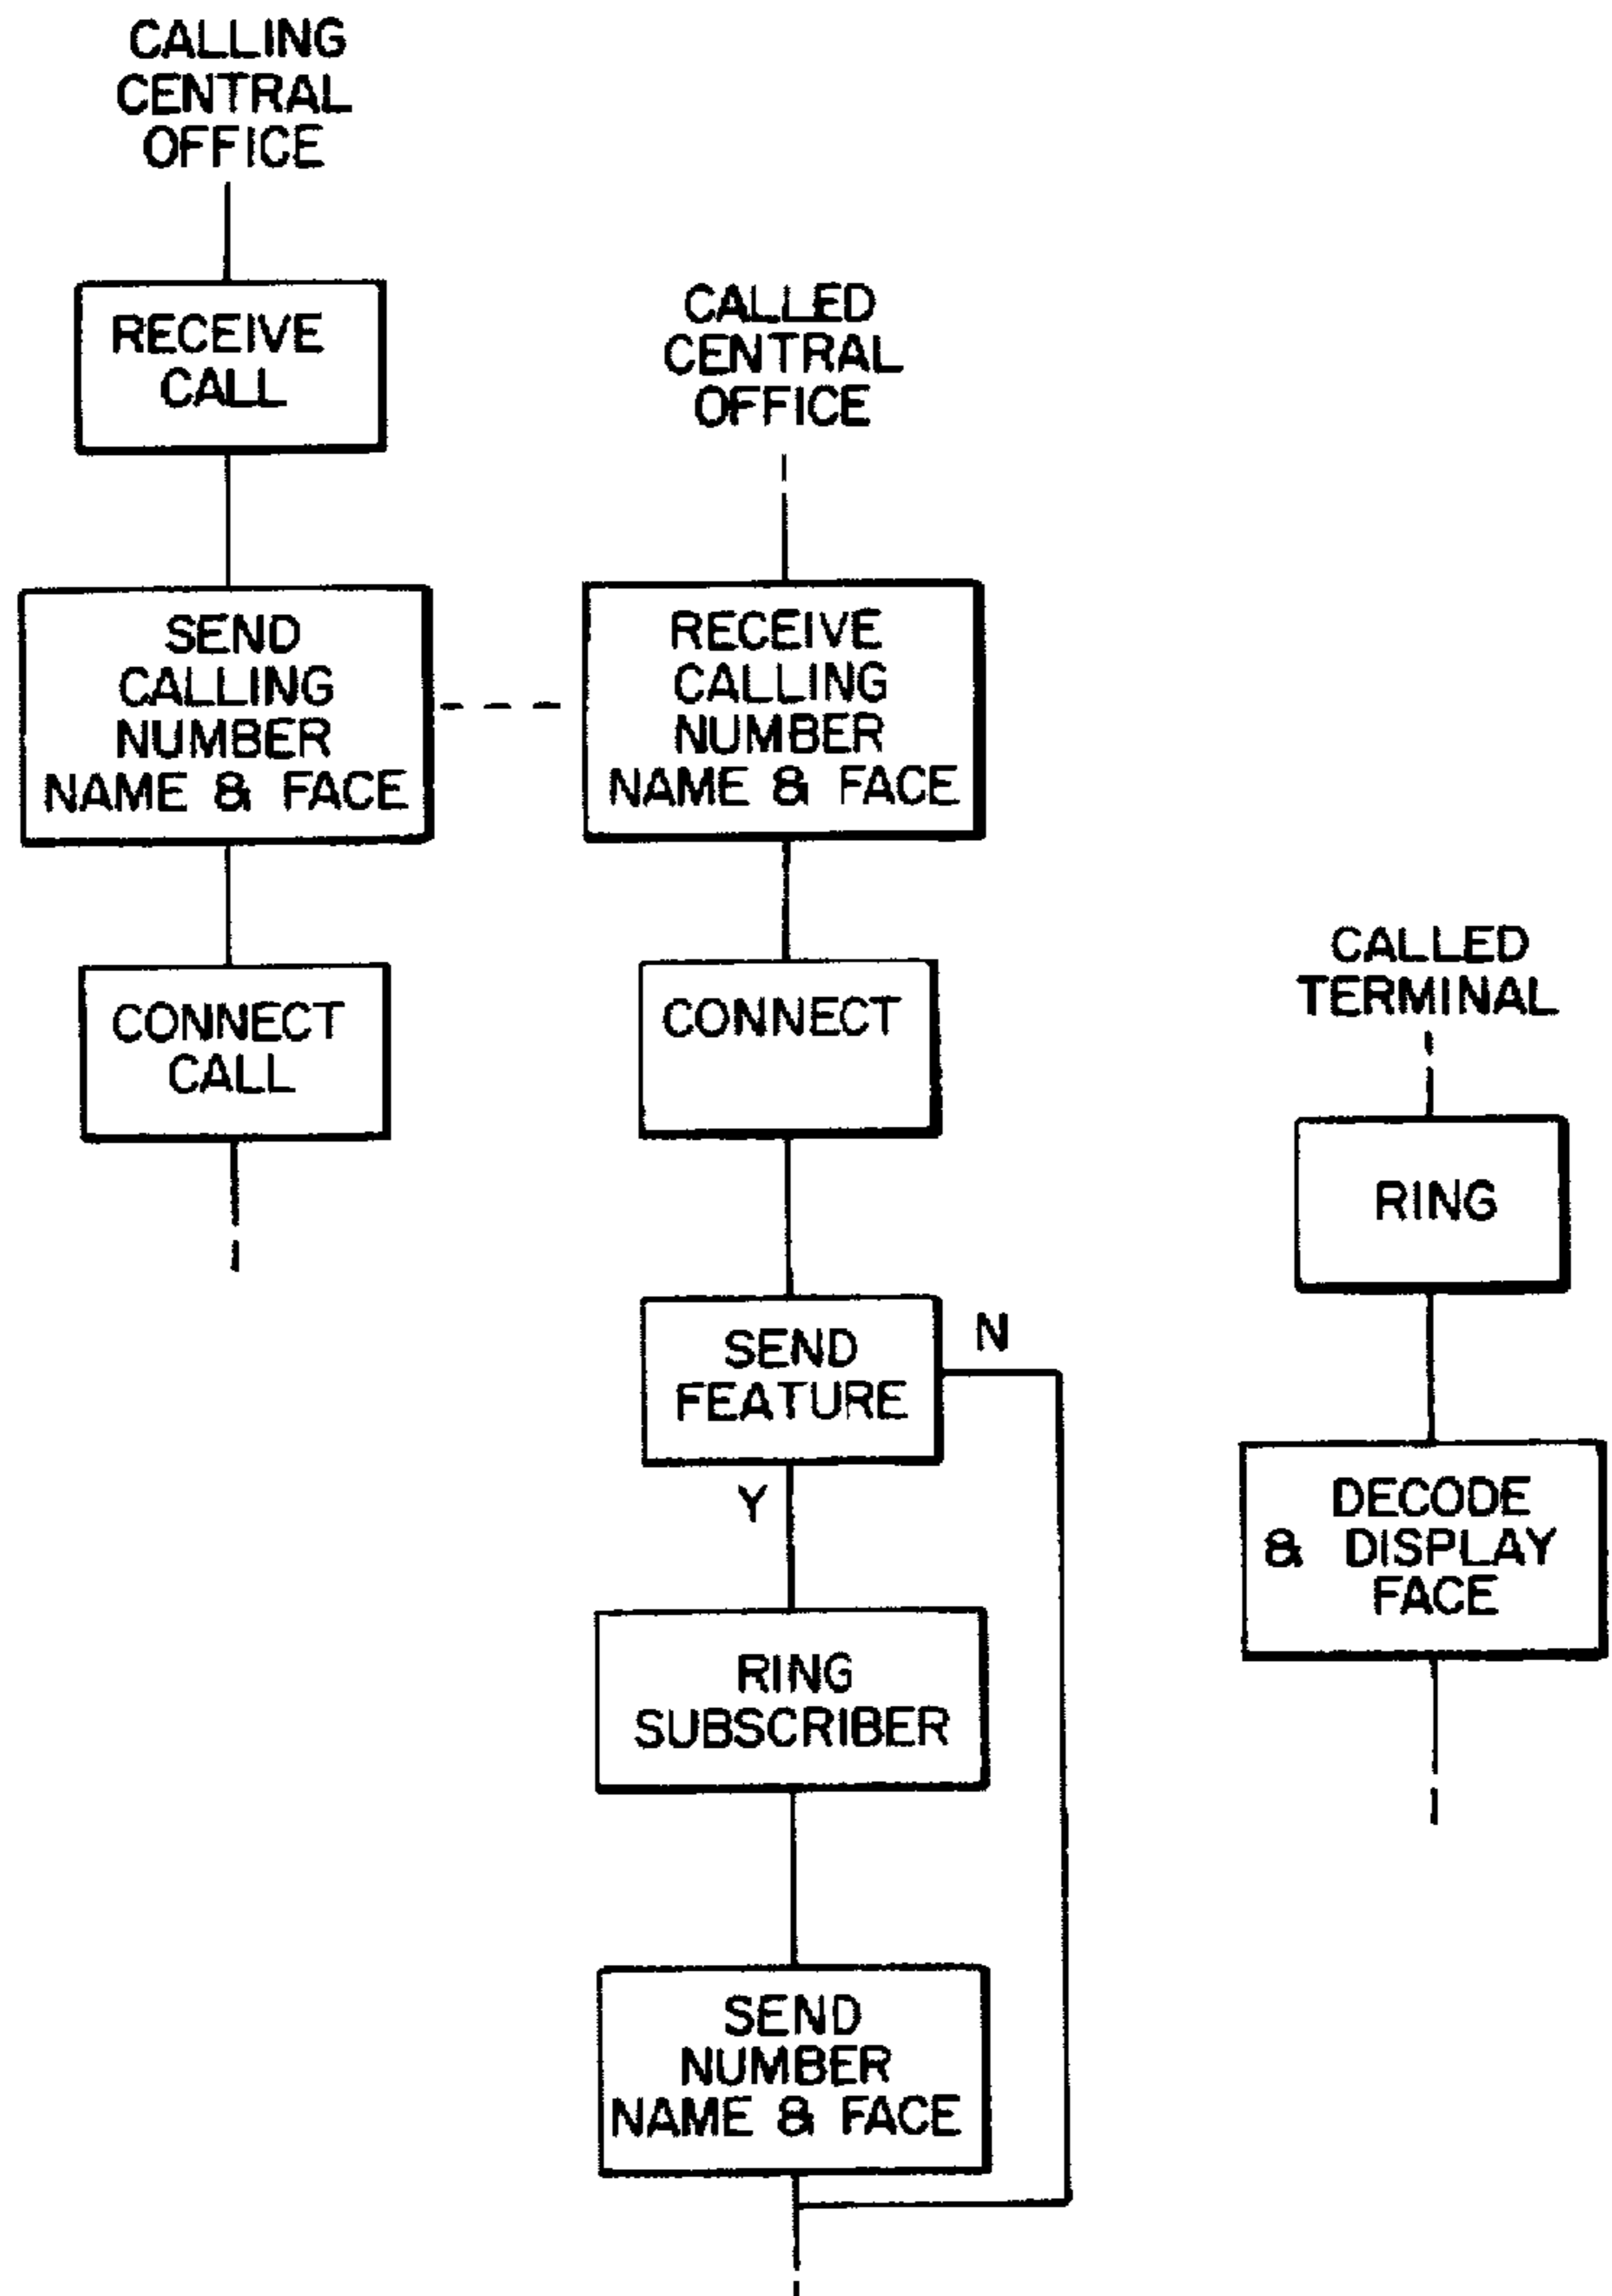 CALLING
CENTRAL
OFFICE
RECEIVE
CALL
SEND
CALLING
NUMBER
NAME & FACE
CONNECT
CALL
CALLED
CENTRAL
OFFICE
RECEIVE
CALLING
NUMBER
NAME & FACE
CONNECT
SEND
FEATURE
N
Y
RING
SUBSCRIBER
SEND
NUMBER
NAME & FACE
CALLED
TERMINAL
RING
DECODE
& DISPLAY
FACE